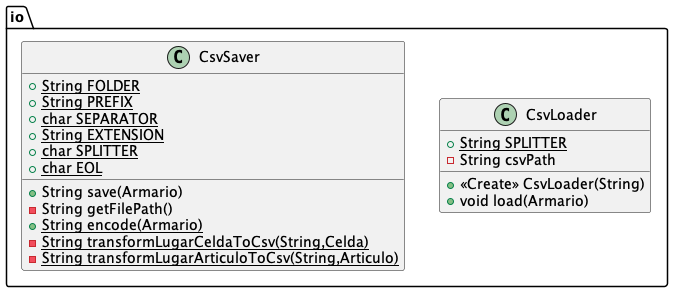 io
C CsvSaver
String FOLDER
String PREFIX
char SEPARATOR
String EXTENSION
char SPLITTER
char EOL
String save(Armario)
String getFilePath()
String encode(Armario)
String transformLugarCeldaToCsv(String,Celda)
String transformLugarArticuloToCsv(String,Articulo)
C CsvLoader
String SPLITTER
String csvPath
«Create» CsvLoader(String)
void load(Armario)